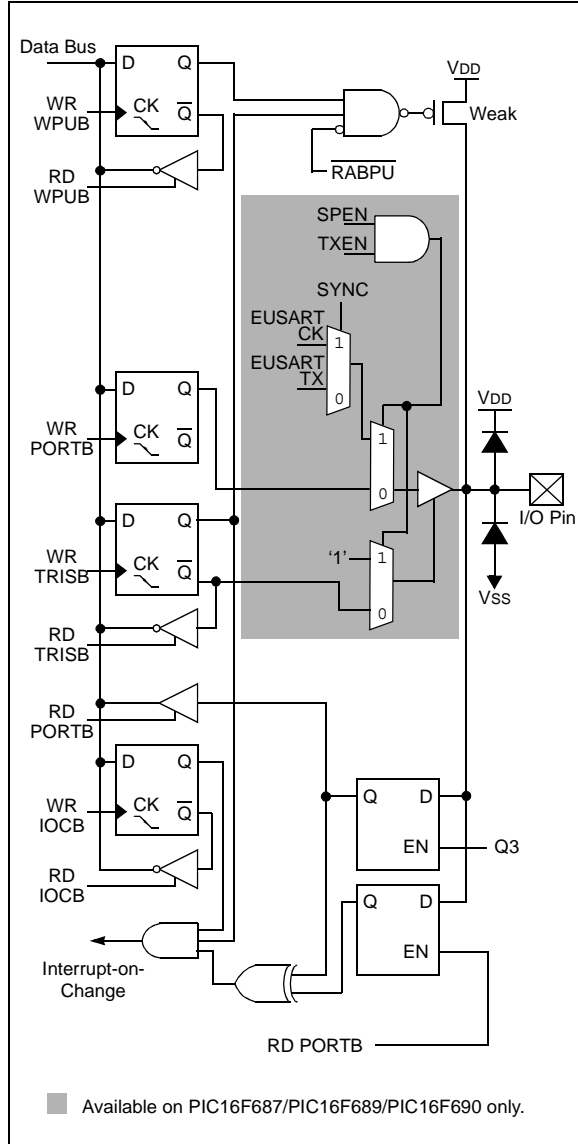 Data Bus
D Q
WR
WPUB
CK
Q
VDD
Weak
RD
WPUB
RABPU
SPEN
TXEN
SYNC
EUSART
CK
1
EUSART
TX
0
D Q
WR
PORTB
CK
Q
1
0
VDD
I/O Pin
VSS
D Q
WR
TRISB
CK
Q
'1'
1
0
RD
TRISB
RD
PORTB
D Q
WR
IOCB
CK
Q
Q D
EN
Q3
RD
IOCB
Q D
EN
Interrupt-on-
Change
RD PORTB
Available on PIC16F687/PIC16F689/PIC16F690 only.